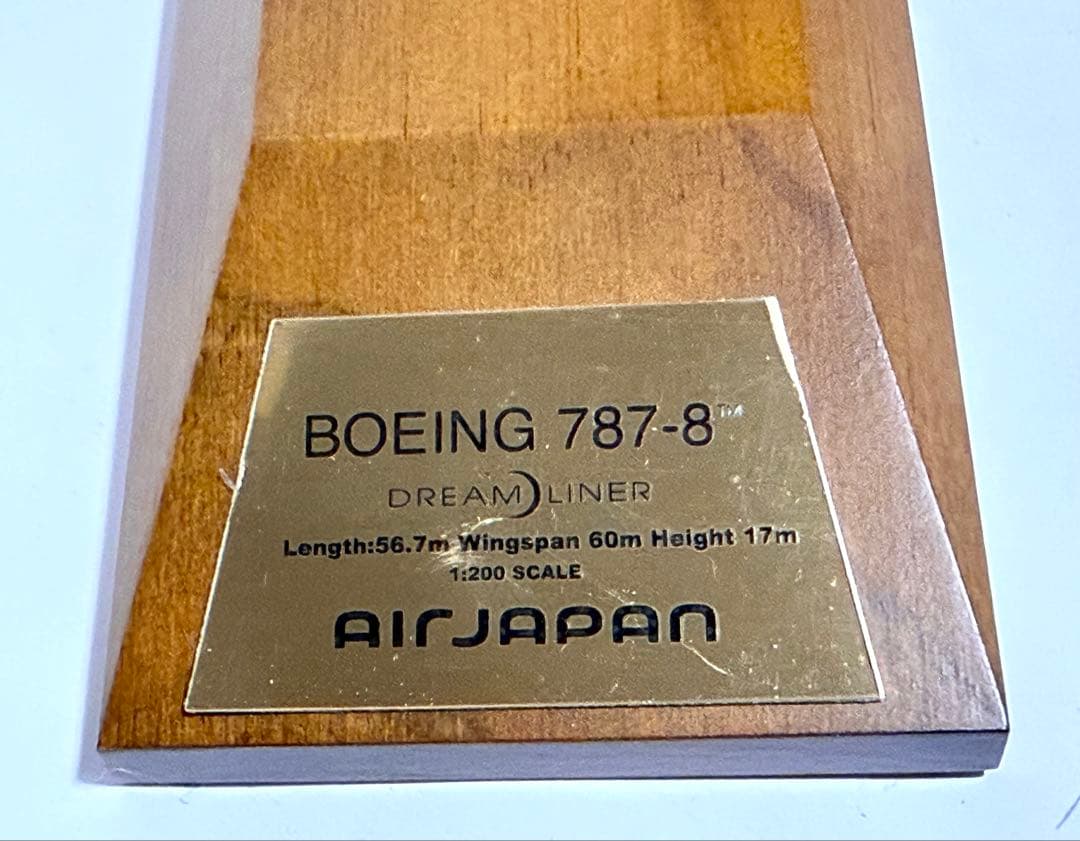 BOEING 787-8™
DREAMLINER
Length:56.7m Wingspan 60m Height 17m
1:200 SCALE
AIRJAPAN